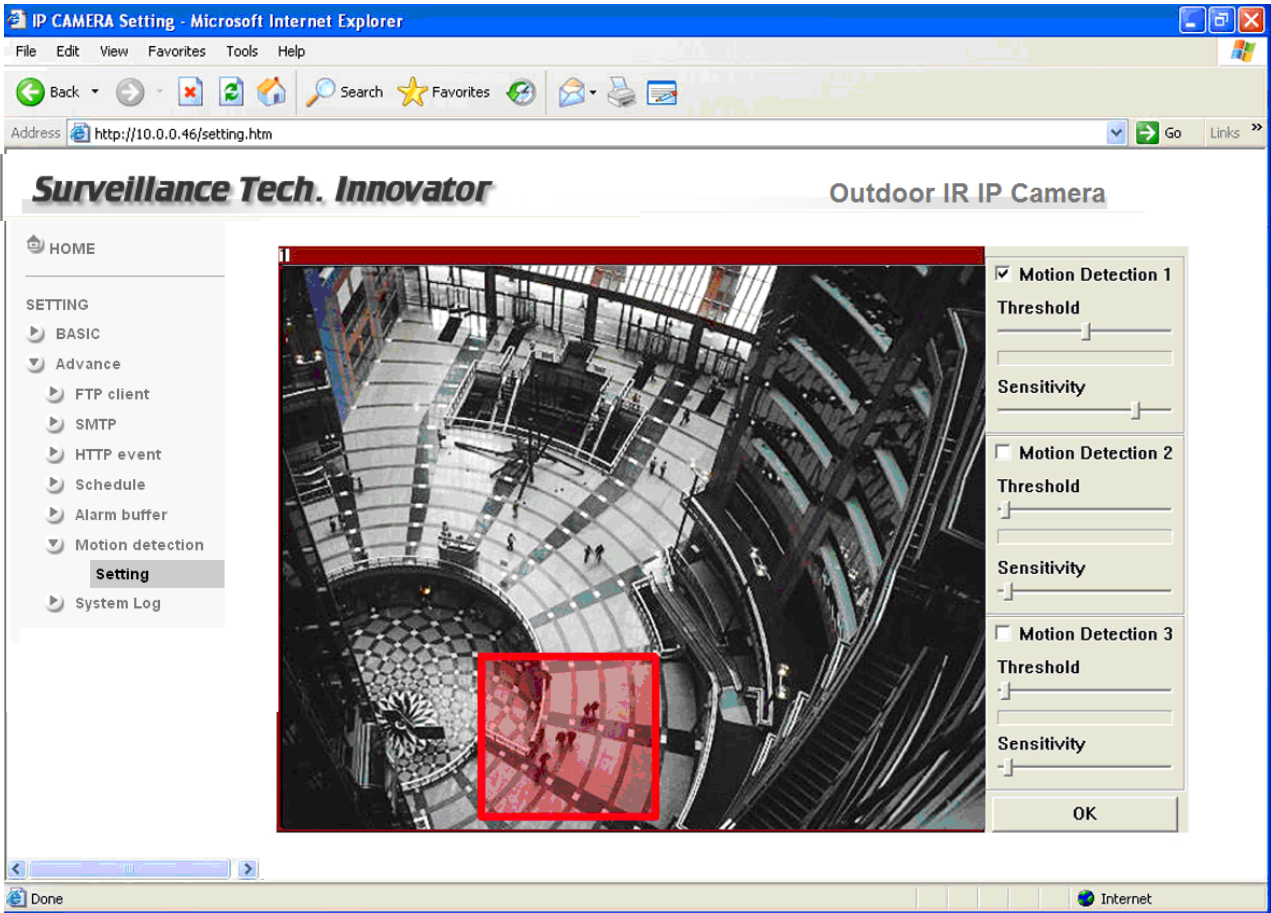 IP CAMERA Setting - Microsoft Internet Explorer
File Edit View Favorites Tools Help
Back Search Favorites
Address http://10.0.0.46/setting.htm Go Links »
Surveillance Tech. Innovator
Outdoor IR IP Camera
HOME
SETTING
BASIC
Advance
FTP client
SMTP
HTTP event
Schedule
Alarm buffer
Motion detection
Setting
System Log
1
Motion Detection 1
Threshold
Sensitivity
Motion Detection 2
Threshold
Sensitivity
Motion Detection 3
Threshold
Sensitivity
OK
Done Internet